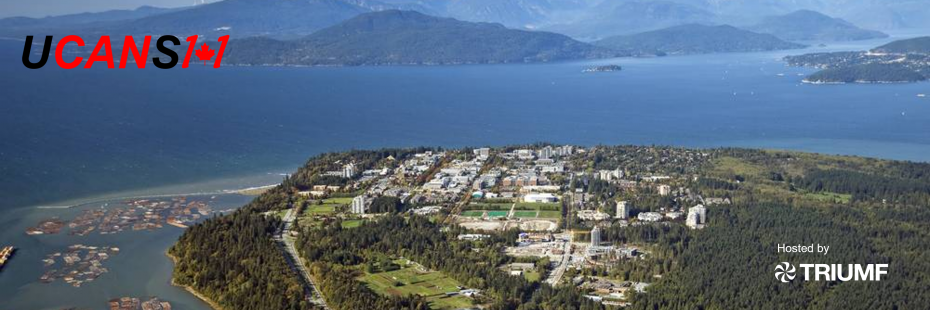 UCANS11
Hosted by
TRIUMF